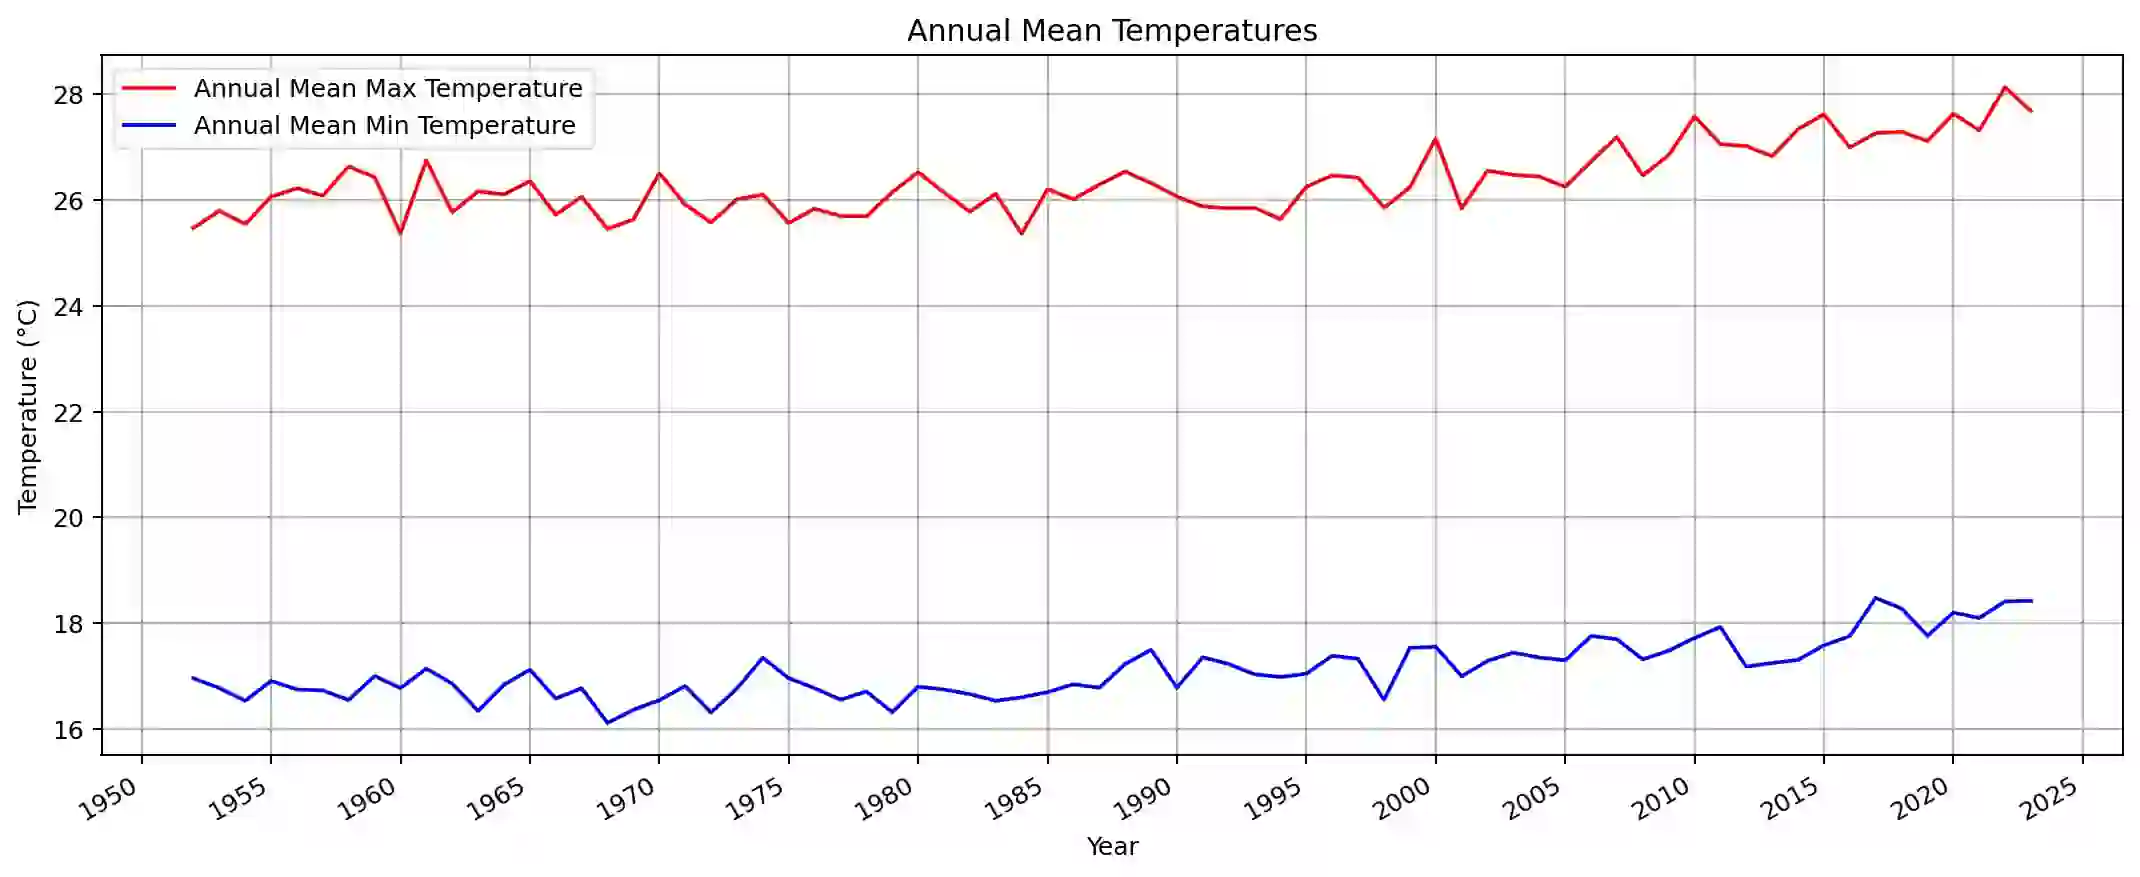 Annual Mean Temperatures
Annual Mean Max Temperature
Annual Mean Min Temperature
28
26
24
22
20
18
16
Temperature (°C)
1950 1955 1960 1965 1970 1975 1980 1985 1990 1995 2000 2005 2010 2015 2020 2025
Year